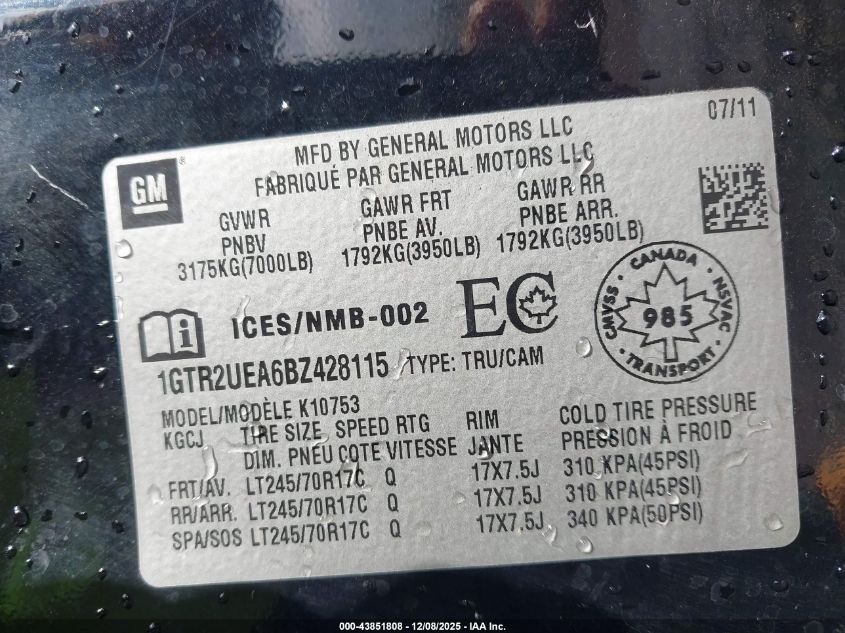 07/11
GM
MFD BY GENERAL MOTORS LLC
FABRIQUÉ PAR GENERAL MOTORS LLC
GVWR GAWR FRT GAWR RR
PNBV PNBE AV. PNBE ARR.
3175KG(7000LB) 1792KG(3950LB) 1792KG(3950LB)
ICES/NMB-002 EC
CANADA
CMVSS 985 NSVAC
TRANSPORT
1GTR2UEA6BZ428115 TYPE: TRU/CAM
MODEL/MODÈLE K10753
KGCJ TIRE SIZE SPEED RTG RIM COLD TIRE PRESSURE
DIM. PNEU COTE VITESSE JANTE PRESSION À FROID
FRT/AV. LT245/70R17C Q 17X7.5J 310 KPA(45PSI)
RR/ARR. LT245/70R17C Q 17X7.5J 310 KPA(45PSI)
SPA/SOS LT245/70R17C Q 17X7.5J 340 KPA(50PSI)
000-43851808 - 12/08/2025 - IAA Inc.